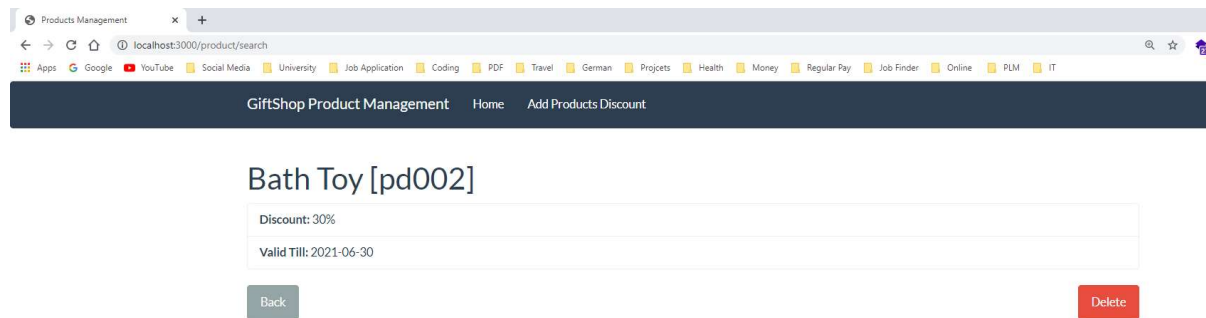 Products Management
localhost:3000/product/search
Apps Google YouTube Social Media University Job Application Coding PDF Travel German Projcets Health Money Regular Pay Job Finder Online PLM IT
GiftShop Product Management Home Add Products Discount
Bath Toy [pd002]
Discount: 30%
Valid Till: 2021-06-30
Back Delete